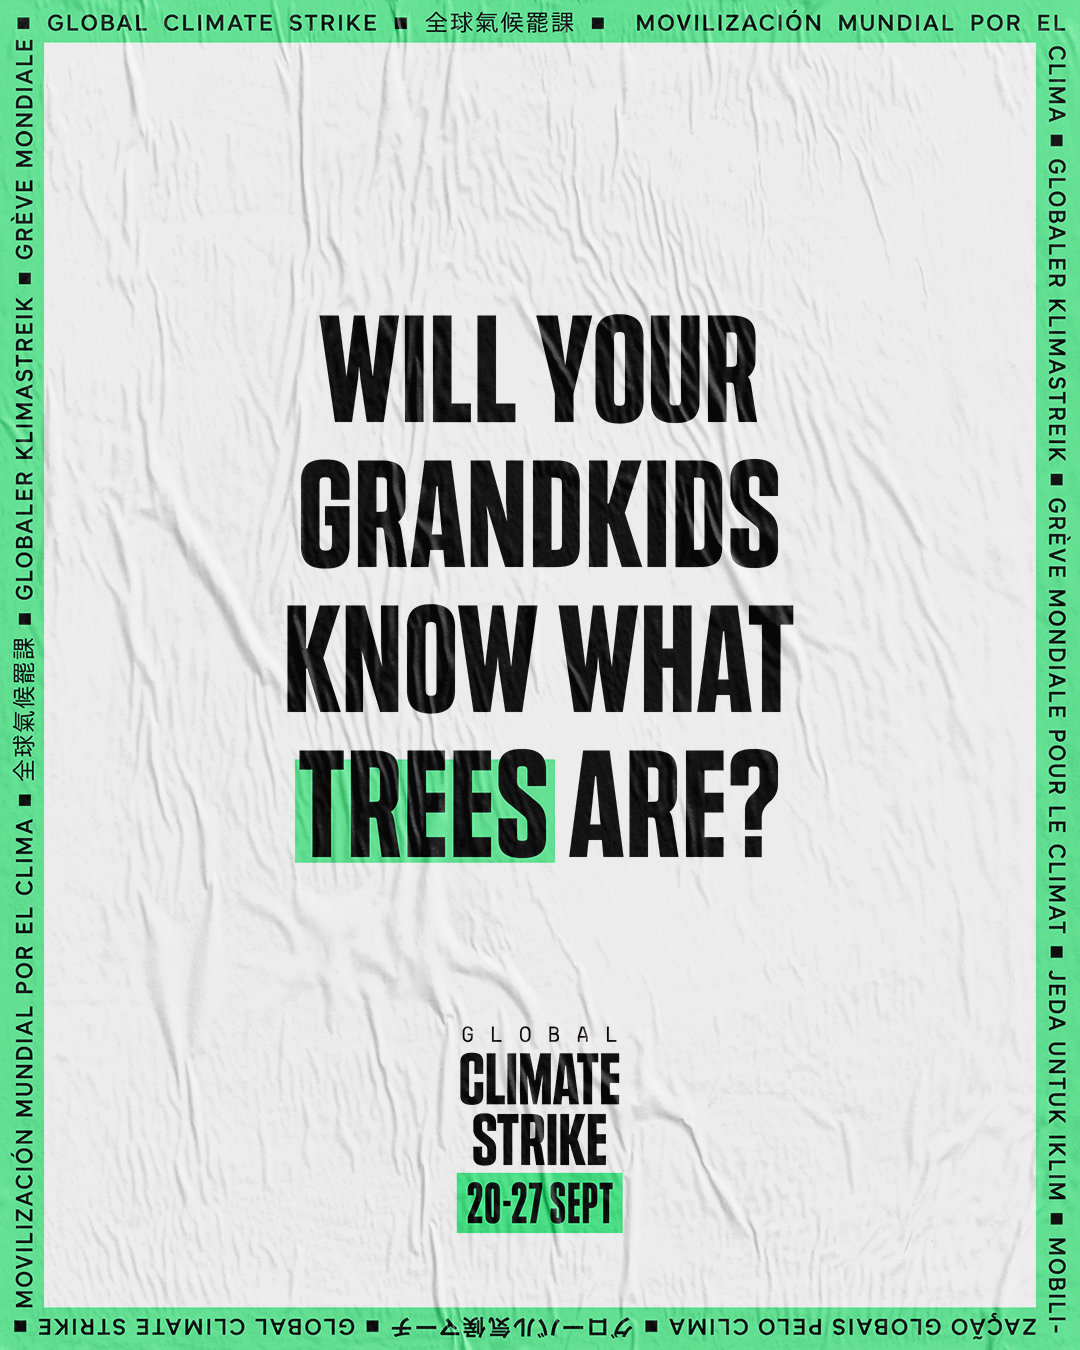 ■ GLOBAL CLIMATE STRIKE ■ 全球氣候罷課 ■ MOVILIZACIÓN MUNDIAL POR EL
CLIMA ■ GLOBALER KLIMASTREIK ■ GRÈVE MONDIALE POUR LE CLIMAT ■ JEDA UNTUK IKLIM ■ MOBILI-
ZAÇÃO GLOBAIS PELO CLIMA ■ グローバル気候マーチ ■ GLOBAL CLIMATE STRIKE ■
MOVILIZACIÓN MUNDIAL POR EL CLIMA ■ 全球氣候罷課 ■ GLOBALER KLIMASTREIK ■ GRÈVE MONDIALE
WILL YOUR
GRANDKIDS
KNOW WHAT
TREES ARE?
GLOBAL
CLIMATE
STRIKE
20-27 SEPT